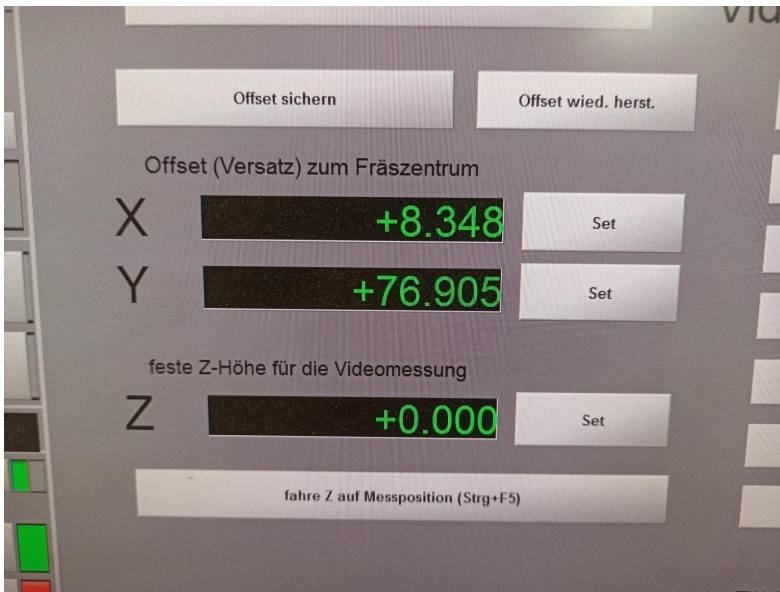 Offset sichern
Offset wied. herst.
Offset (Versatz) zum Fräszentrum
X +8.348 Set
Y +76.905 Set
feste Z-Höhe für die Videomessung
Z +0.000 Set
fahre Z auf Messposition (Strg+F5)